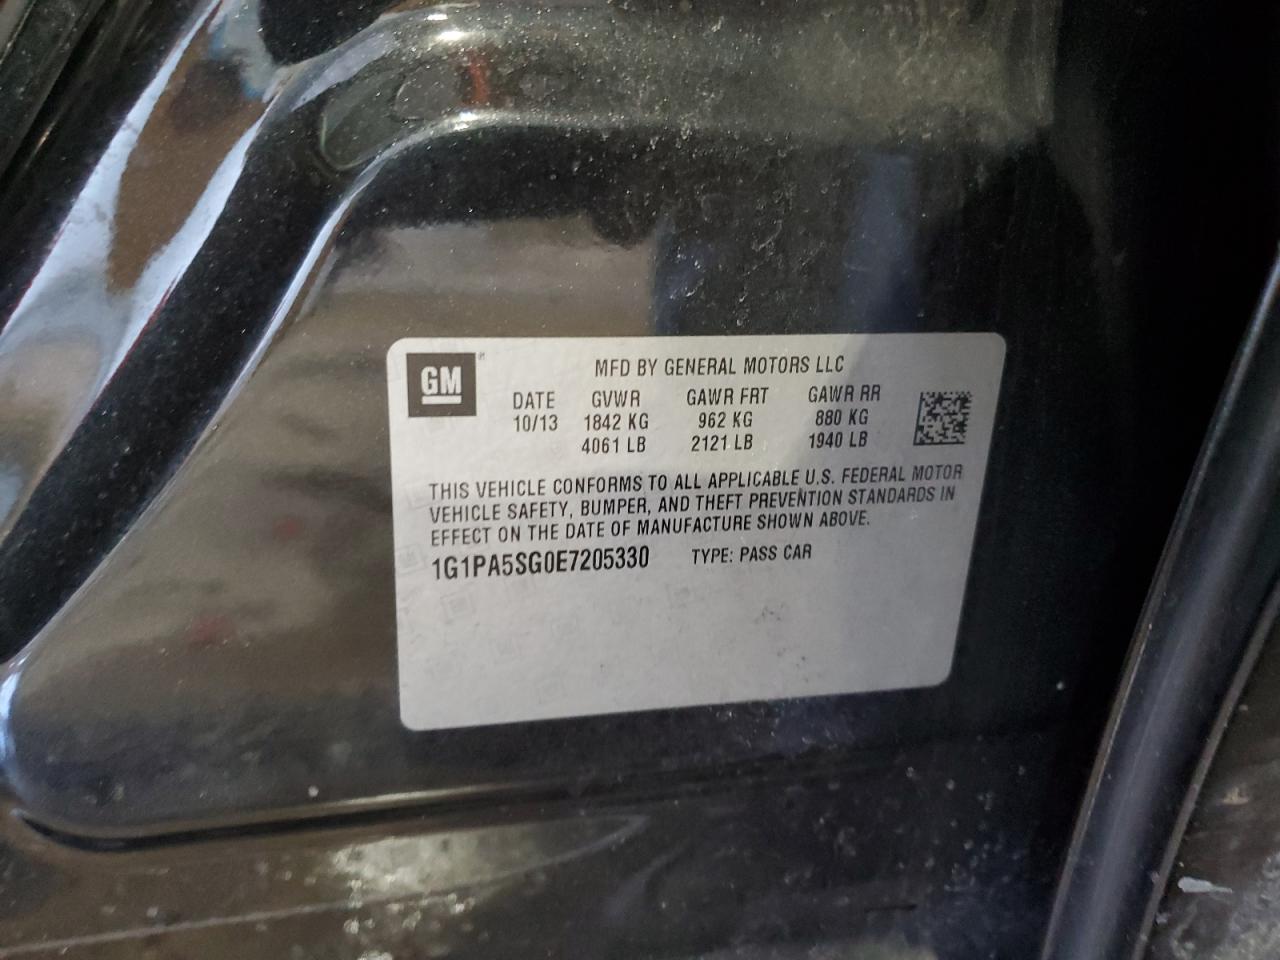 GM
MFD BY GENERAL MOTORS LLC
DATE GVWR GAWR FRT GAWR RR
10/13 1842 KG 962 KG 880 KG
4061 LB 2121 LB 1940 LB
THIS VEHICLE CONFORMS TO ALL APPLICABLE U.S. FEDERAL MOTOR
VEHICLE SAFETY, BUMPER, AND THEFT PREVENTION STANDARDS IN
EFFECT ON THE DATE OF MANUFACTURE SHOWN ABOVE.
1G1PA5SG0E7205330 TYPE: PASS CAR